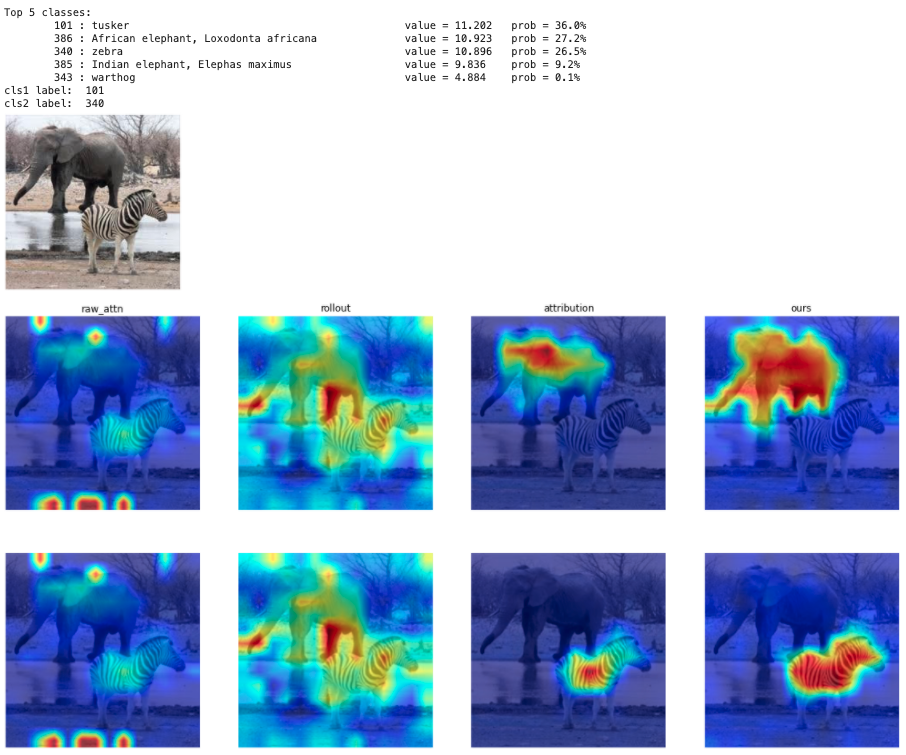 Top 5 classes:
101 : tusker value = 11.202 prob = 36.0%
386 : African elephant, Loxodonta africana value = 10.923 prob = 27.2%
340 : zebra value = 10.896 prob = 26.5%
385 : Indian elephant, Elephas maximus value = 9.836 prob = 9.2%
343 : warthog value = 4.884 prob = 0.1%
cls1 label: 101
cls2 label: 340
raw_attn rollout attribution ours